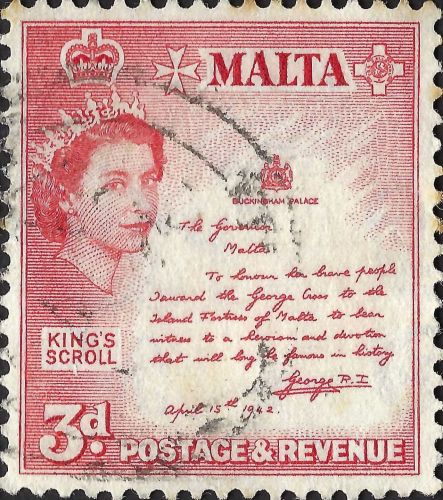 MALTA
BUCKINGHAM PALACE
The Governor
Malta
To honour her brave people
I award the George Cross to the
Island Fortress of Malta to bear
witness to a heroism and devotion
that will long be famous in history.
George R.I
April 15th 1942.
KING'S
SCROLL
3d. POSTAGE & REVENUE